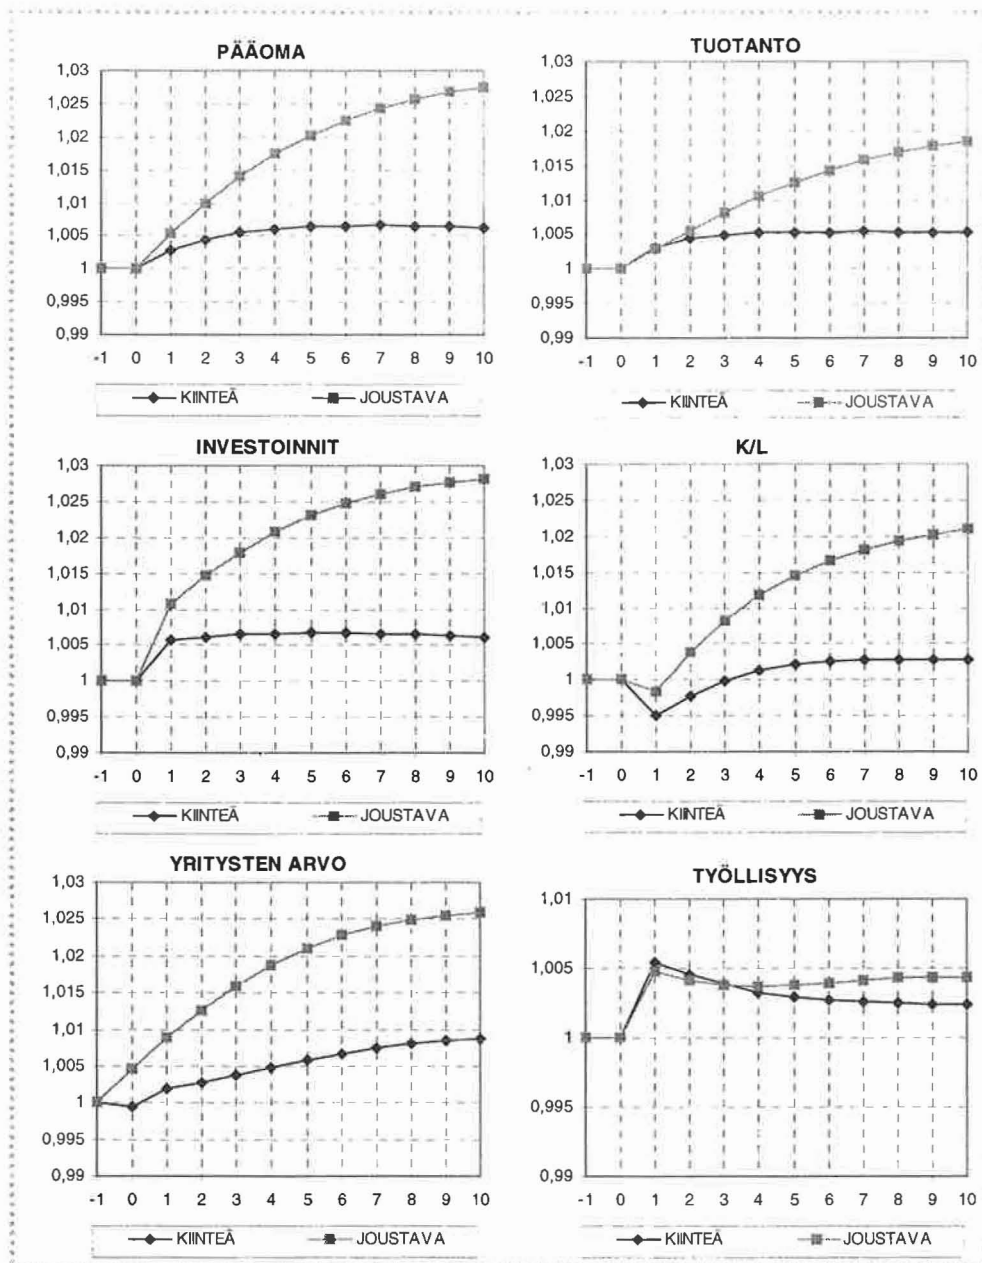 PÄÄOMA
1,03
1,025
1,02
1,015
1,01
1,005
1
0,995
0,99
-1 0 1 2 3 4 5 6 7 8 9 10
KIINTEÄ JOUSTAVA
TUOTANTO
1,03
1,025
1,02
1,015
1,01
1,005
1
0,995
0,99
-1 0 1 2 3 4 5 6 7 8 9 10
KIINTEÄ JOUSTAVA
INVESTOINNIT
1,03
1,025
1,02
1,015
1,01
1,005
1
0,995
0,99
-1 0 1 2 3 4 5 6 7 8 9 10
KIINTEÄ JOUSTAVA
K/L
1,03
1,025
1,02
1,015
1,01
1,005
1
0,995
0,99
-1 0 1 2 3 4 5 6 7 8 9 10
KIINTEÄ JOUSTAVA
YRITYSTEN ARVO
1,03
1,025
1,02
1,015
1,01
1,005
1
0,995
0,99
-1 0 1 2 3 4 5 6 7 8 9 10
KIINTEÄ JOUSTAVA
TYÖLLISYYS
1,01
1,005
1
0,995
0,99
-1 0 1 2 3 4 5 6 7 8 9 10
KIINTEÄ JOUSTAVA